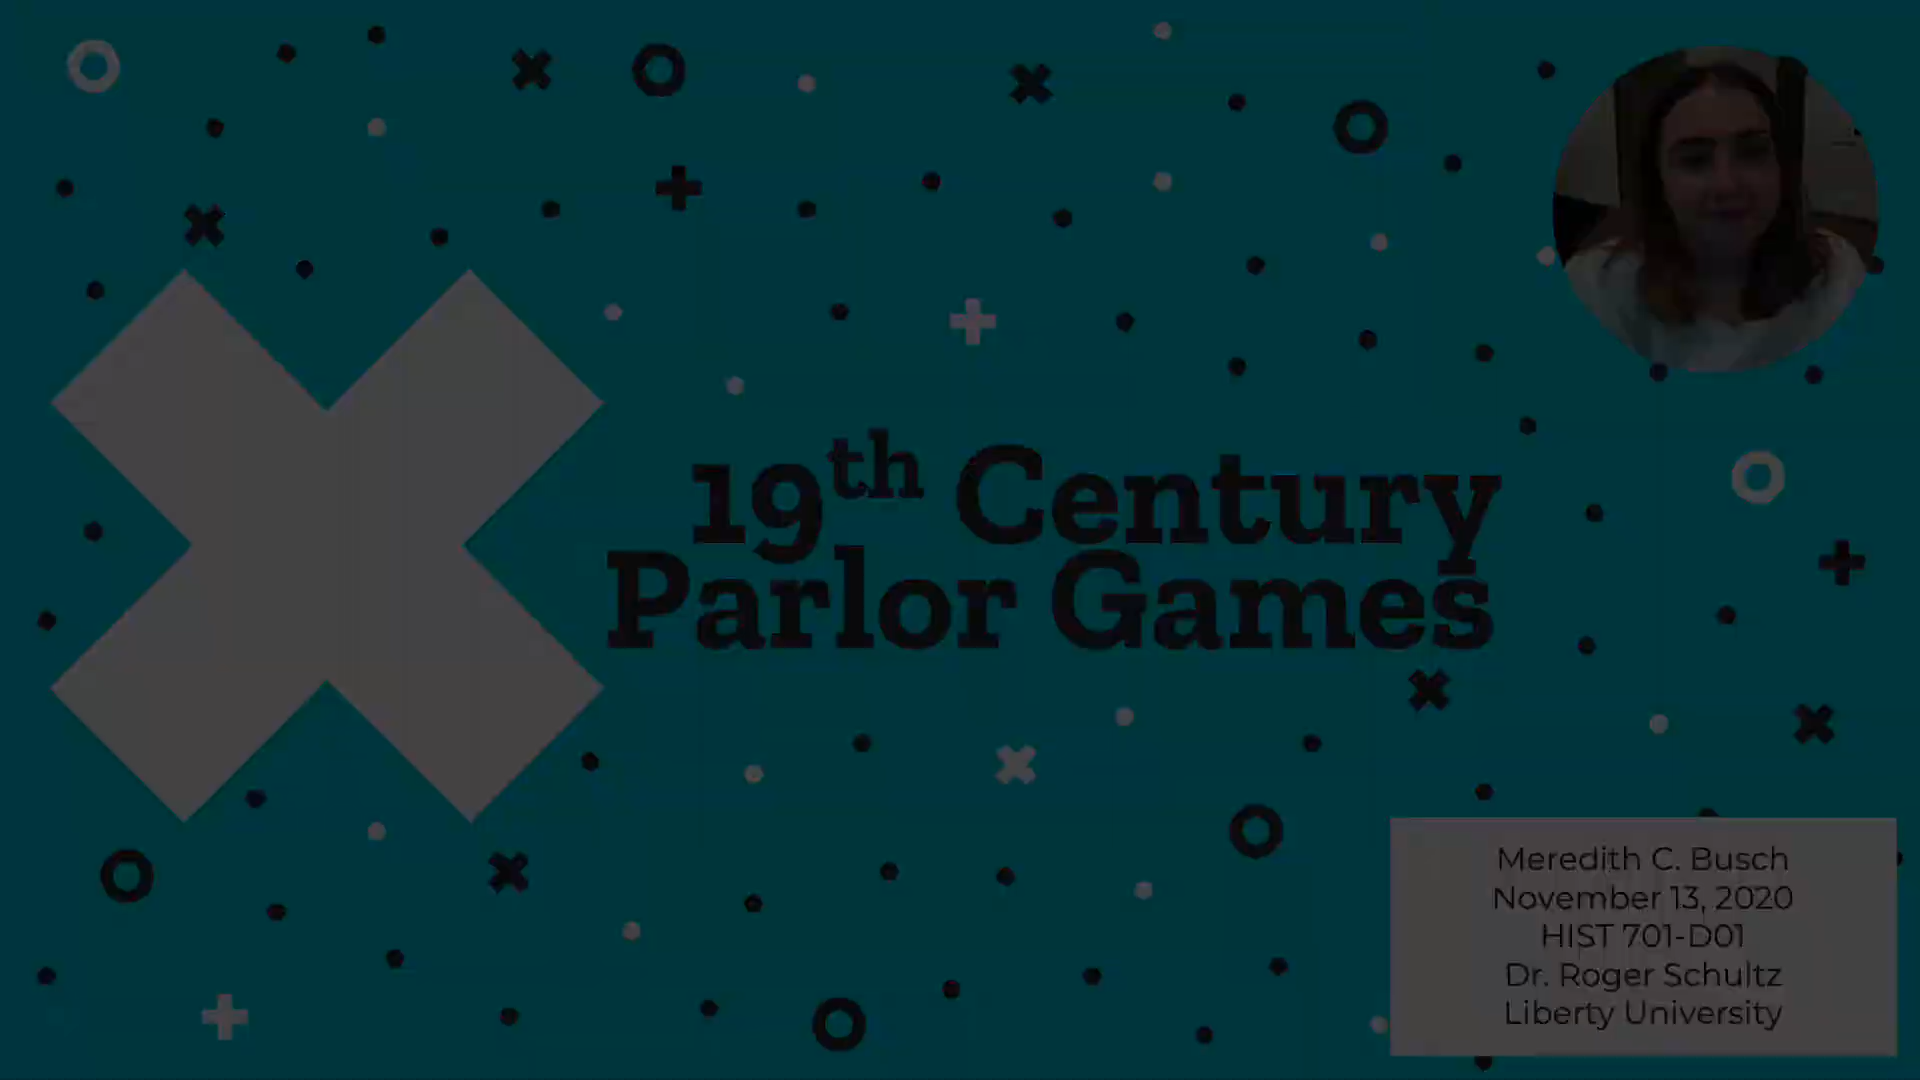 19th Century
Parlor Games
Meredith C. Busch
November 13, 2020
HIST 701-D01
Dr. Roger Schultz
Liberty University